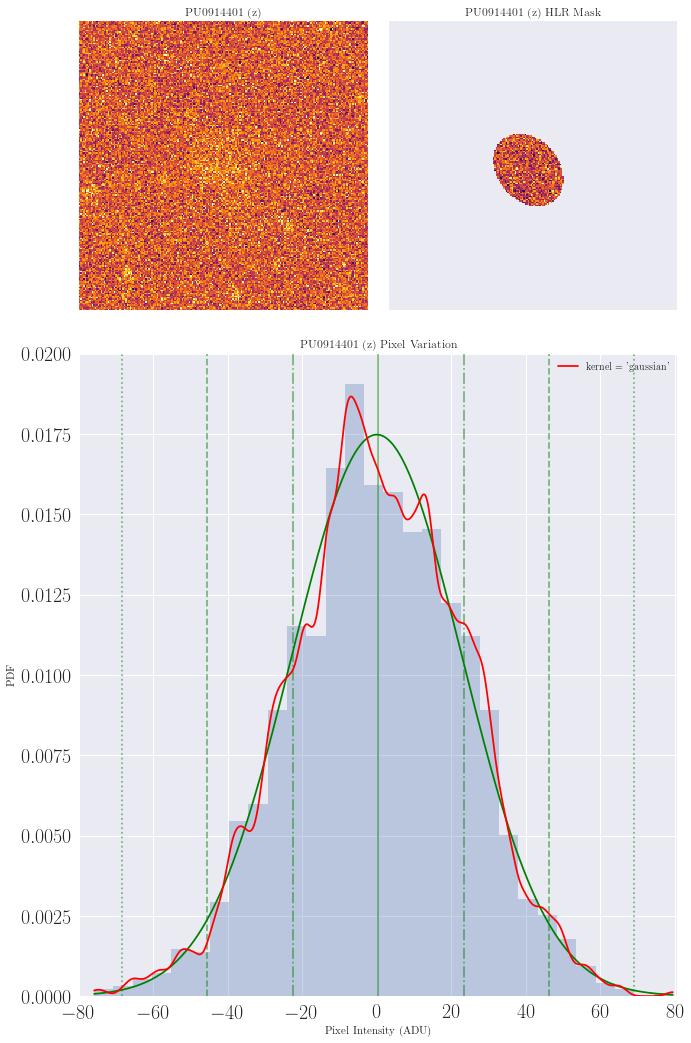 PU0914401 (z)
PU0914401 (z) HLR Mask
PU0914401 (z) Pixel Variation
kernel = 'gaussian'
0.0200
0.0175
0.0150
0.0125
0.0100
0.0075
0.0050
0.0025
0.0000
PDF
−80 −60 −40 −20 0 20 40 60 80
Pixel Intensity (ADU)